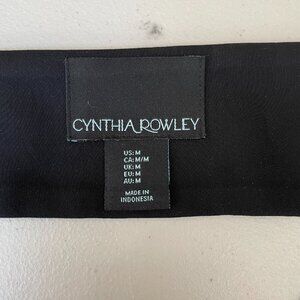 CYNTHIA ROWLEY
US: M
CA: M/M
UK: M
EU: M
AU: M
MADE IN
INDONESIA